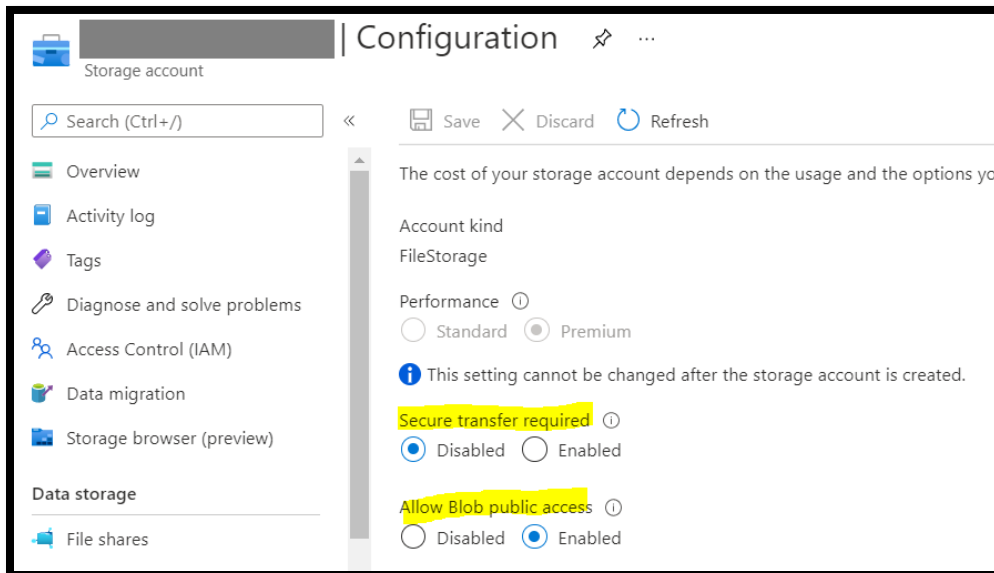 | Configuration
Storage account
Search (Ctrl+/)
«
Save Discard Refresh
Overview
Activity log
Tags
Diagnose and solve problems
Access Control (IAM)
Data migration
Storage browser (preview)
Data storage
File shares
The cost of your storage account depends on the usage and the options yo
Account kind
FileStorage
Performance
Standard Premium
This setting cannot be changed after the storage account is created.
Secure transfer required
Disabled Enabled
Allow Blob public access
Disabled Enabled